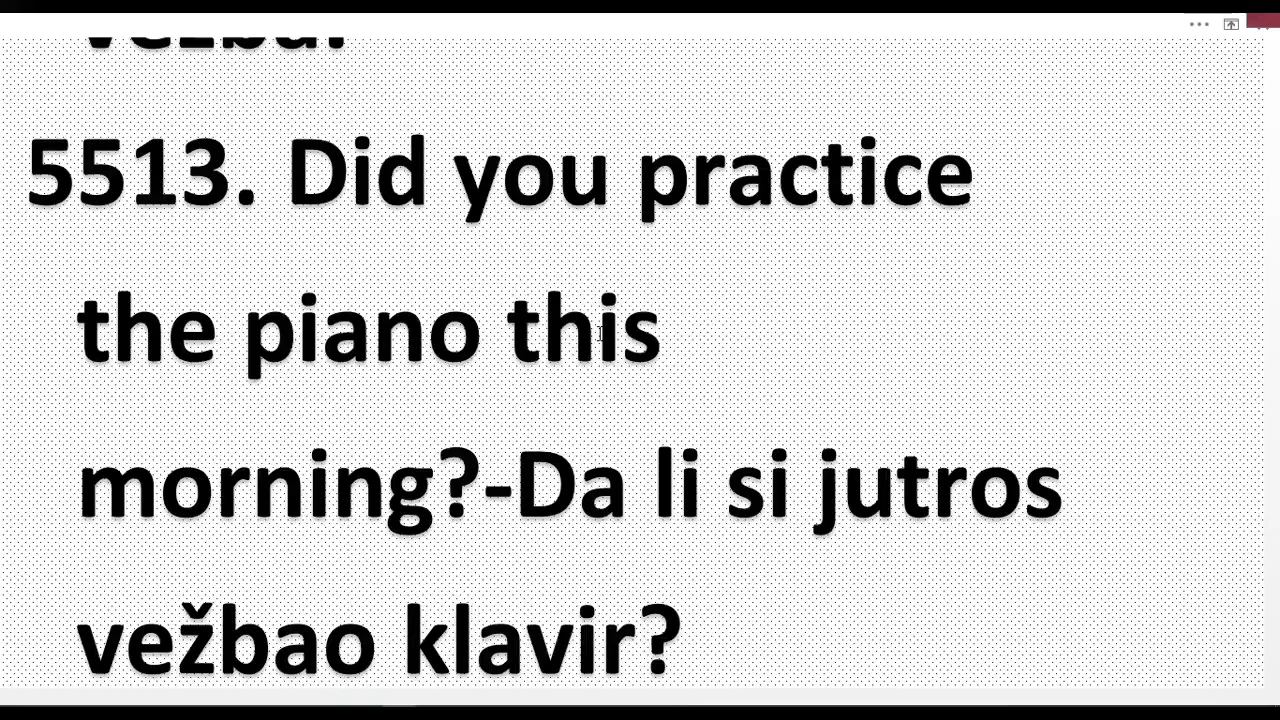 5513. Did you practice
the piano this
morning?-Da li si jutros
vežbao klavir?